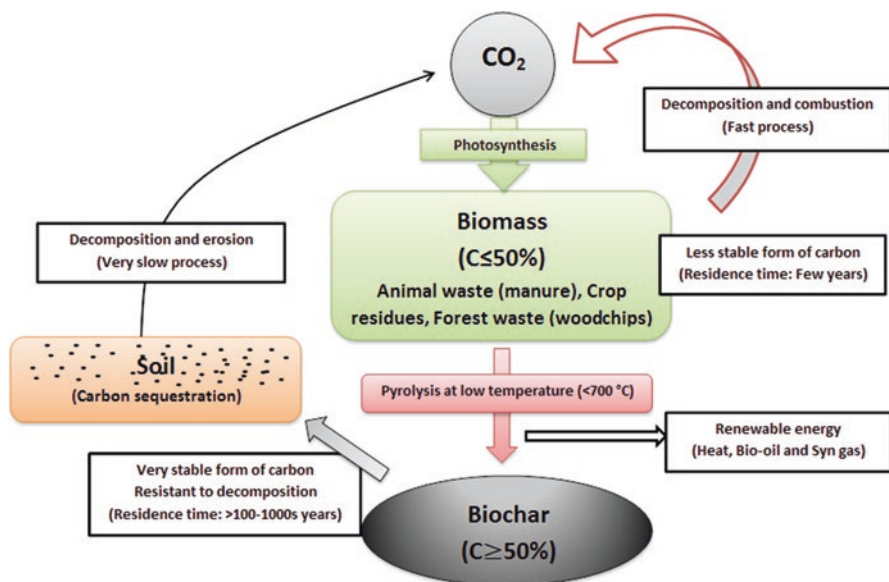 CO₂
Decomposition and combustion
(Fast process)
Photosynthesis
Biomass
(C≤50%)
Animal waste (manure), Crop
residues, Forest waste (woodchips)
Decomposition and erosion
(Very slow process)
Less stable form of carbon
(Residence time: Few years)
Soil
(Carbon sequestration)
Pyrolysis at low temperature (<700 °C)
Renewable energy
(Heat, Bio-oil and Syn gas)
Very stable form of carbon
Resistant to decomposition
(Residence time: >100-1000s years)
Biochar
(C≥50%)